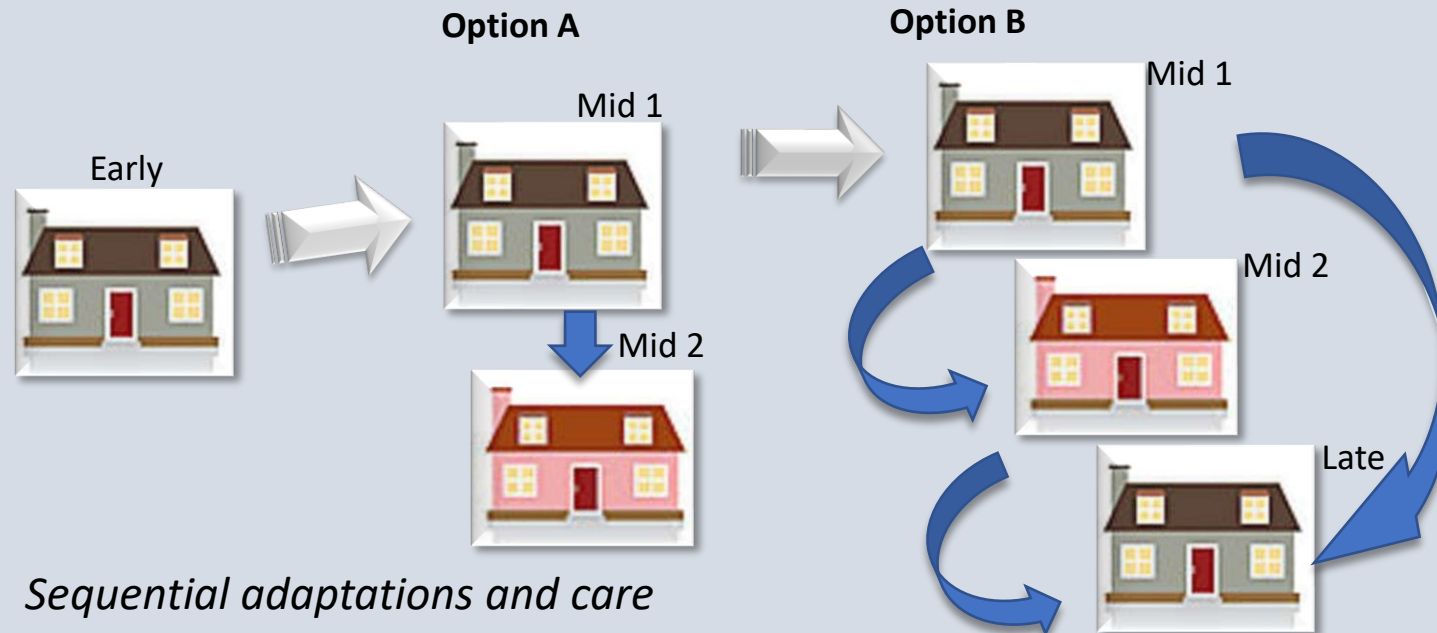 Option A
Option B
Mid 1
Mid 1
Early
Mid 2
Mid 2
Late
Sequential adaptations and care